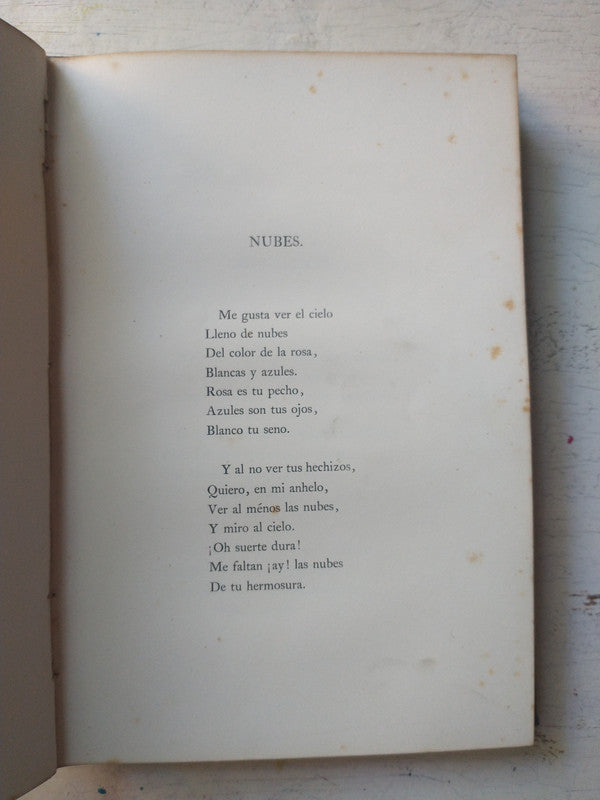 NUBES.
Me gusta ver el cielo
Lleno de nubes
Del color de la rosa,
Blancas y azules.
Rosa es tu pecho,
Azules son tus ojos,
Blanco tu seno.
Y al no ver tus hechizos,
Quiero, en mi anhelo,
Ver al ménos las nubes,
Y miro al cielo.
¡Oh suerte dura!
Me faltan ¡ay! las nubes
De tu hermosura.